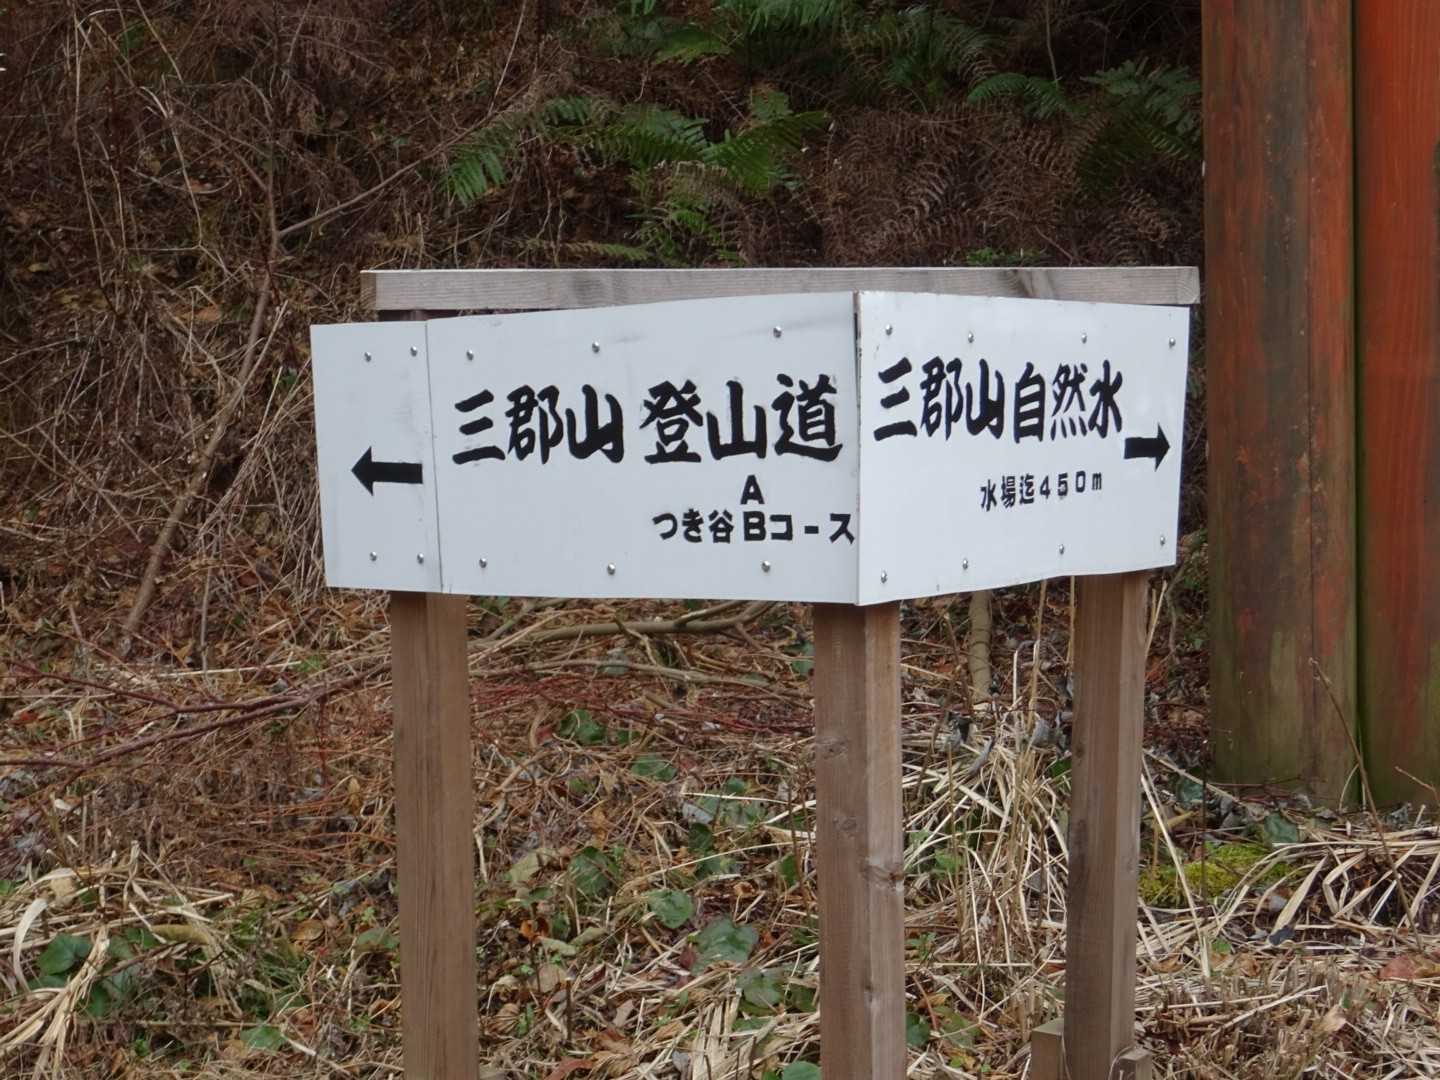 三郡山 登山道
A
つき谷 B コース
三郡山自然水
水場迄450m